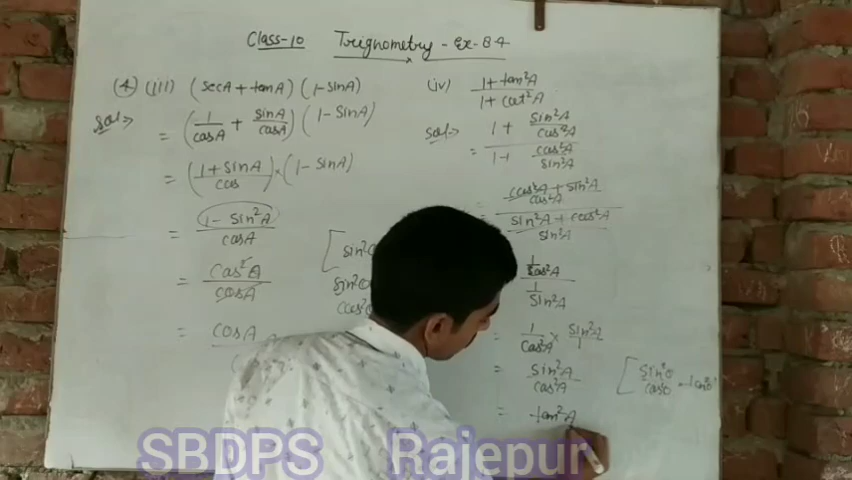 Class-10 Trignometry - Ex-8.4
(4) (iii) (secA + tanA) (1-SinA)
Sol⇒ = (1/cosA + sinA/cosA) (1-SinA)
= (1+SinA/cos) × (1-SinA)
= 1-Sin²A/cosA
= Cos²A/cosA
= cosA
(iv) 1+tan²A/1+cot²A
Sol⇒ = 1+ Sin²A/cos²A / 1+ cos²A/Sin²A
= cos²A+Sin²A/cos²A / Sin²A+cos²A/Sin²A
1/cos²A / 1/Sin²A
= 1/cos²A × Sin²A/1
= Sin²A/cos²A
= tan²A
SBDPS Rajepur